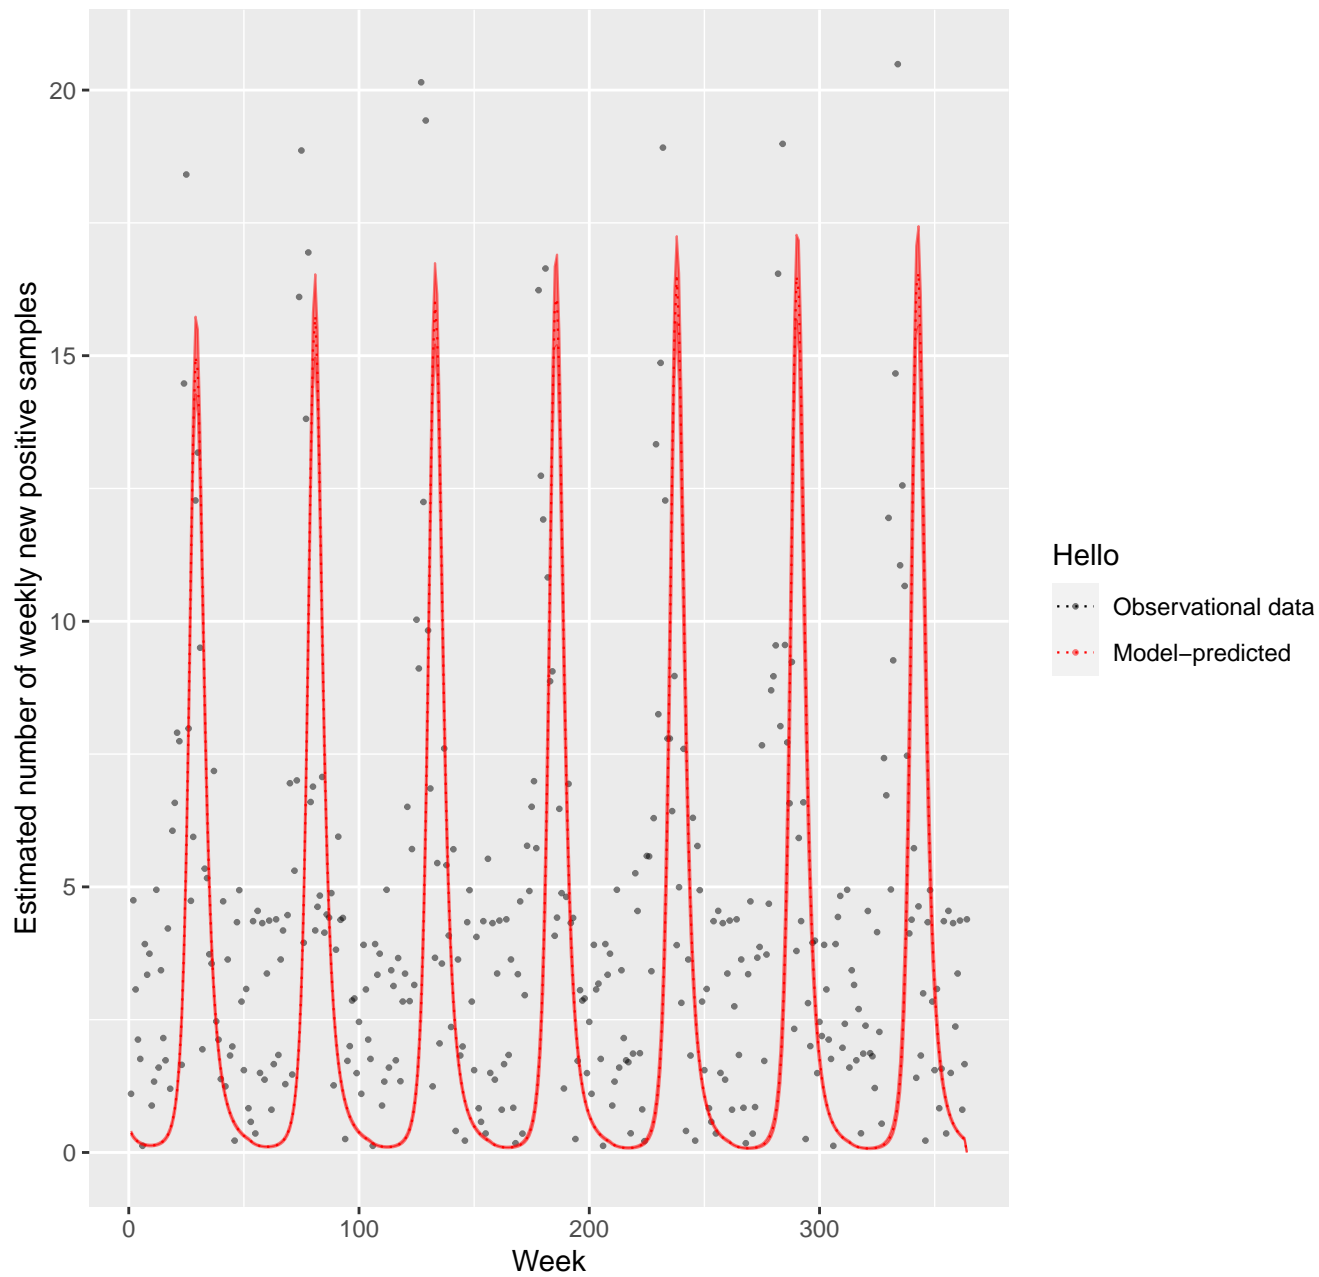 Estimated number of weekly new positive samples
20
15
10
5
0
0 100 200 300
Week
Hello
Observational data
Model−predicted